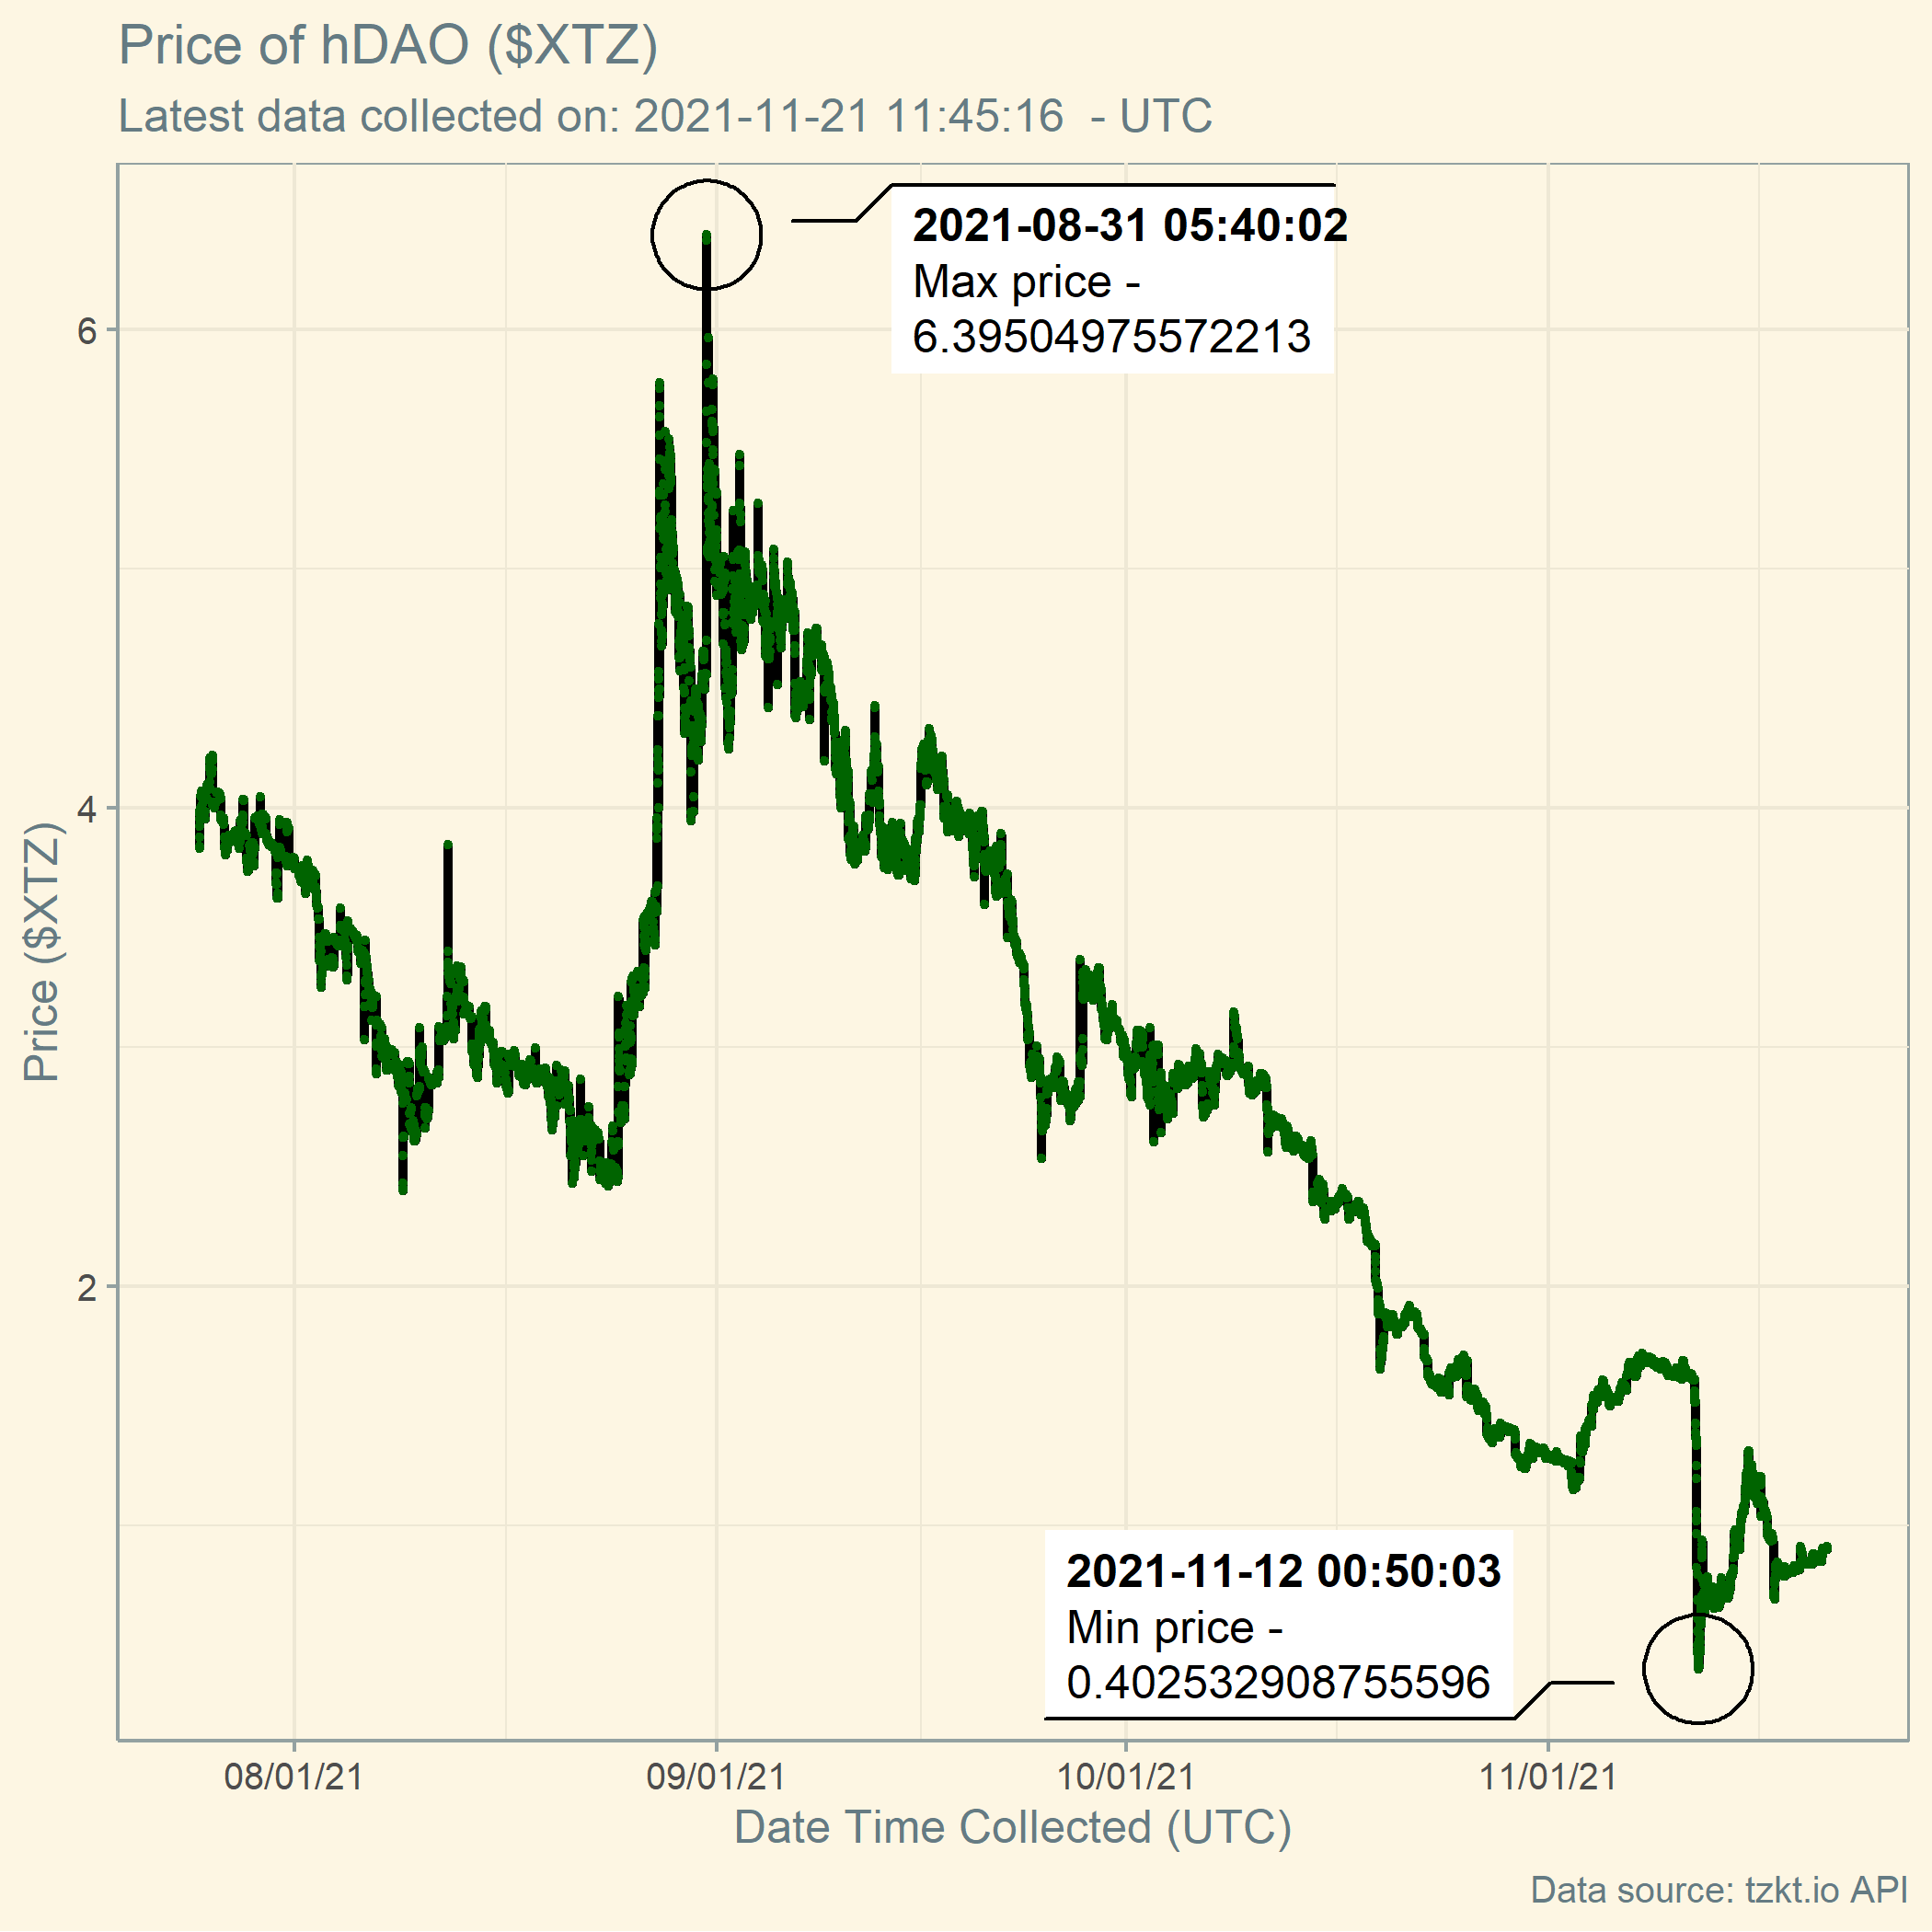 Price of hDAO ($XTZ)
Latest data collected on: 2021-11-21 11:45:16  - UTC
2021-08-31 05:40:02
Max price -
6.39504975572213
6
4
2
Price ($XTZ)
2021-11-12 00:50:03
Min price -
0.402532908755596
08/01/21
09/01/21
10/01/21
11/01/21
Date Time Collected (UTC)
Data source: tzkt.io API